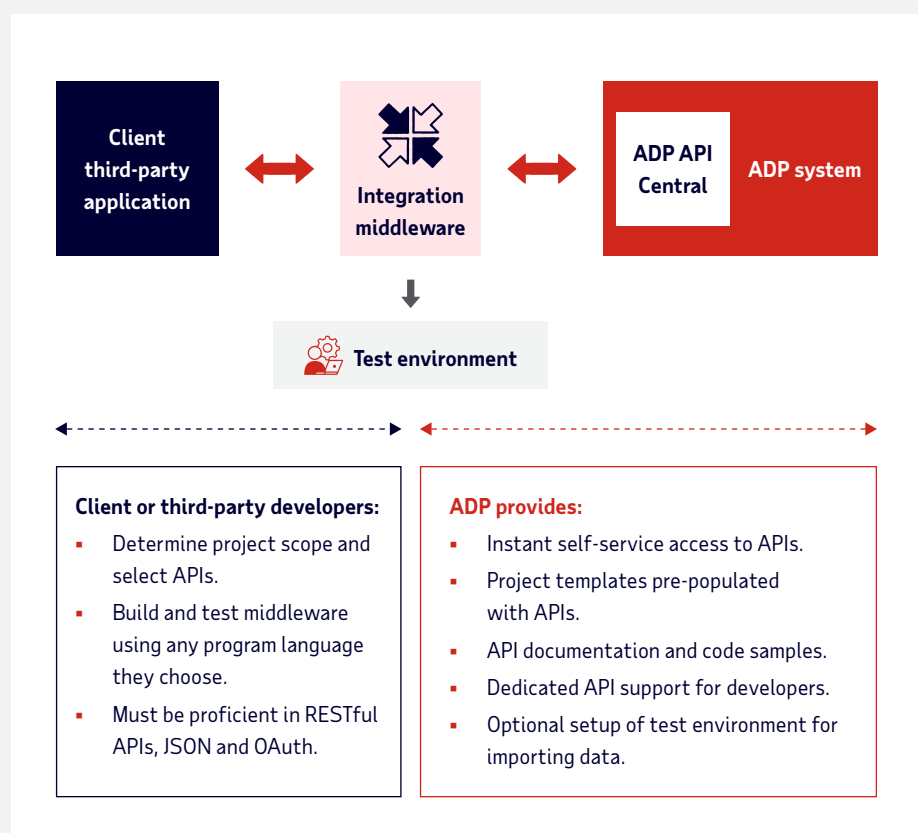 Client
third-party
application
Integration
middleware
ADP API
Central
ADP system
Test environment
Client or third-party developers:
▪ Determine project scope and
select APIs.
▪ Build and test middleware
using any program language
they choose.
▪ Must be proficient in RESTful
APIs, JSON and OAuth.
ADP provides:
▪ Instant self-service access to APIs.
▪ Project templates pre-populated
with APIs.
▪ API documentation and code samples.
▪ Dedicated API support for developers.
▪ Optional setup of test environment for
importing data.